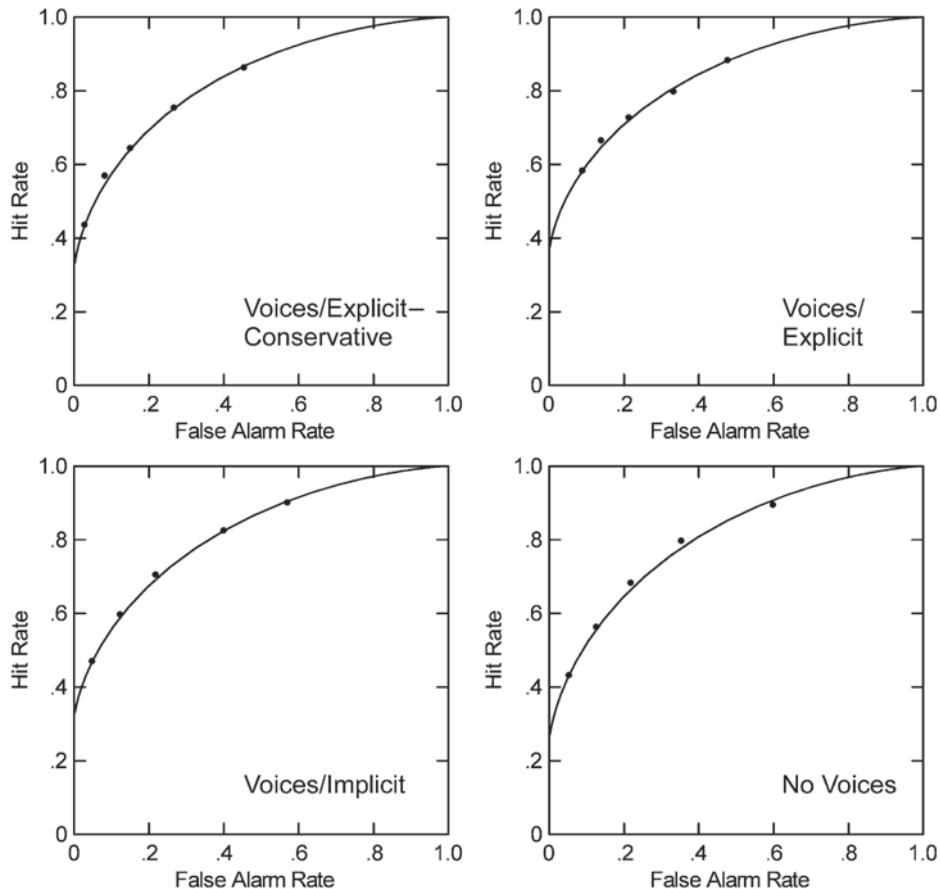 1.0
.8
.6
.4
.2
0
Hit Rate
Voices/Explicit–
Conservative
0 .2 .4 .6 .8 1.0
False Alarm Rate
1.0
.8
.6
.4
.2
0
Hit Rate
Voices/
Explicit
0 .2 .4 .6 .8 1.0
False Alarm Rate
1.0
.8
.6
.4
.2
0
Hit Rate
Voices/Implicit
0 .2 .4 .6 .8 1.0
False Alarm Rate
1.0
.8
.6
.4
.2
0
Hit Rate
No Voices
0 .2 .4 .6 .8 1.0
False Alarm Rate